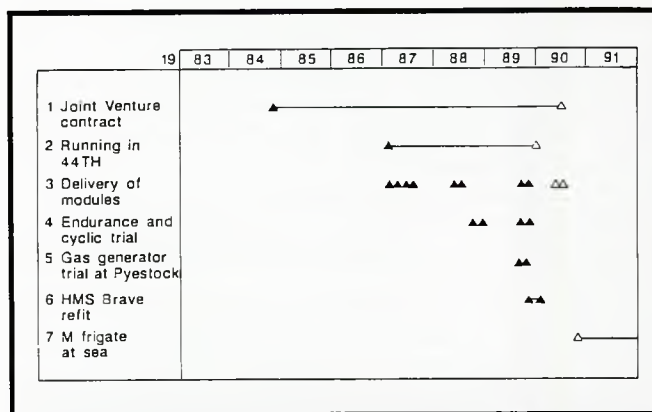 19 83 84 85 86 87 88 89 90 91
1 Joint Venture
contract
2 Running in
44TH
3 Delivery of
modules
4 Endurance and
cyclic trial
5 Gas generator
trial at Pyestock
6 HMS Brave
refit
7 M frigate
at sea